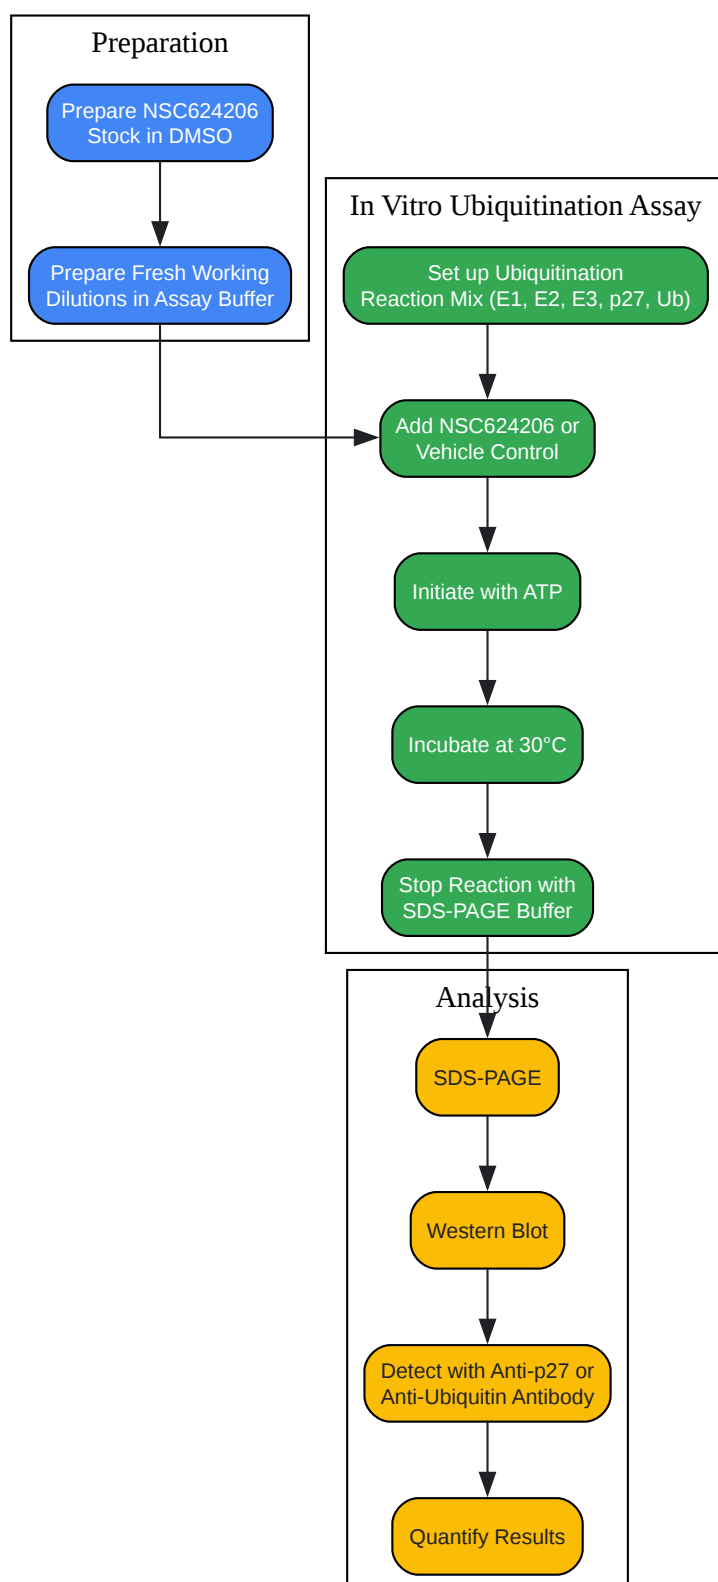 Preparation
Prepare NSC624206
Stock in DMSO
Prepare Fresh Working
Dilutions in Assay Buffer
In Vitro Ubiquitination Assay
Set up Ubiquitination
Reaction Mix (E1, E2, E3, p27, Ub)
Add NSC624206 or
Vehicle Control
Initiate with ATP
Incubate at 30°C
Stop Reaction with
SDS-PAGE Buffer
Analysis
SDS-PAGE
Western Blot
Detect with Anti-p27 or
Anti-Ubiquitin Antibody
Quantify Results